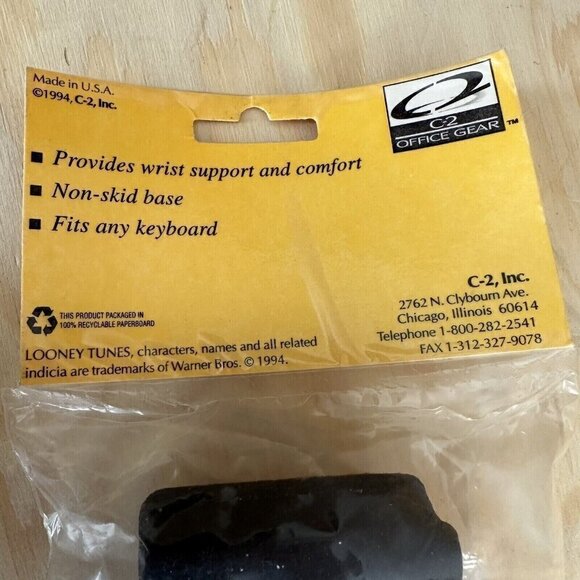 Made in U.S.A.
©1994, C-2, Inc.
C-2
OFFICE GEAR™
■ Provides wrist support and comfort
■ Non-skid base
■ Fits any keyboard
THIS PRODUCT PACKAGED IN
100% RECYCLABLE PAPERBOARD
LOONEY TUNES, characters, names and all related
indicia are trademarks of Warner Bros. © 1994.
C-2, Inc.
2762 N. Clybourn Ave.
Chicago, Illinois 60614
Telephone 1-800-282-2541
FAX 1-312-327-9078